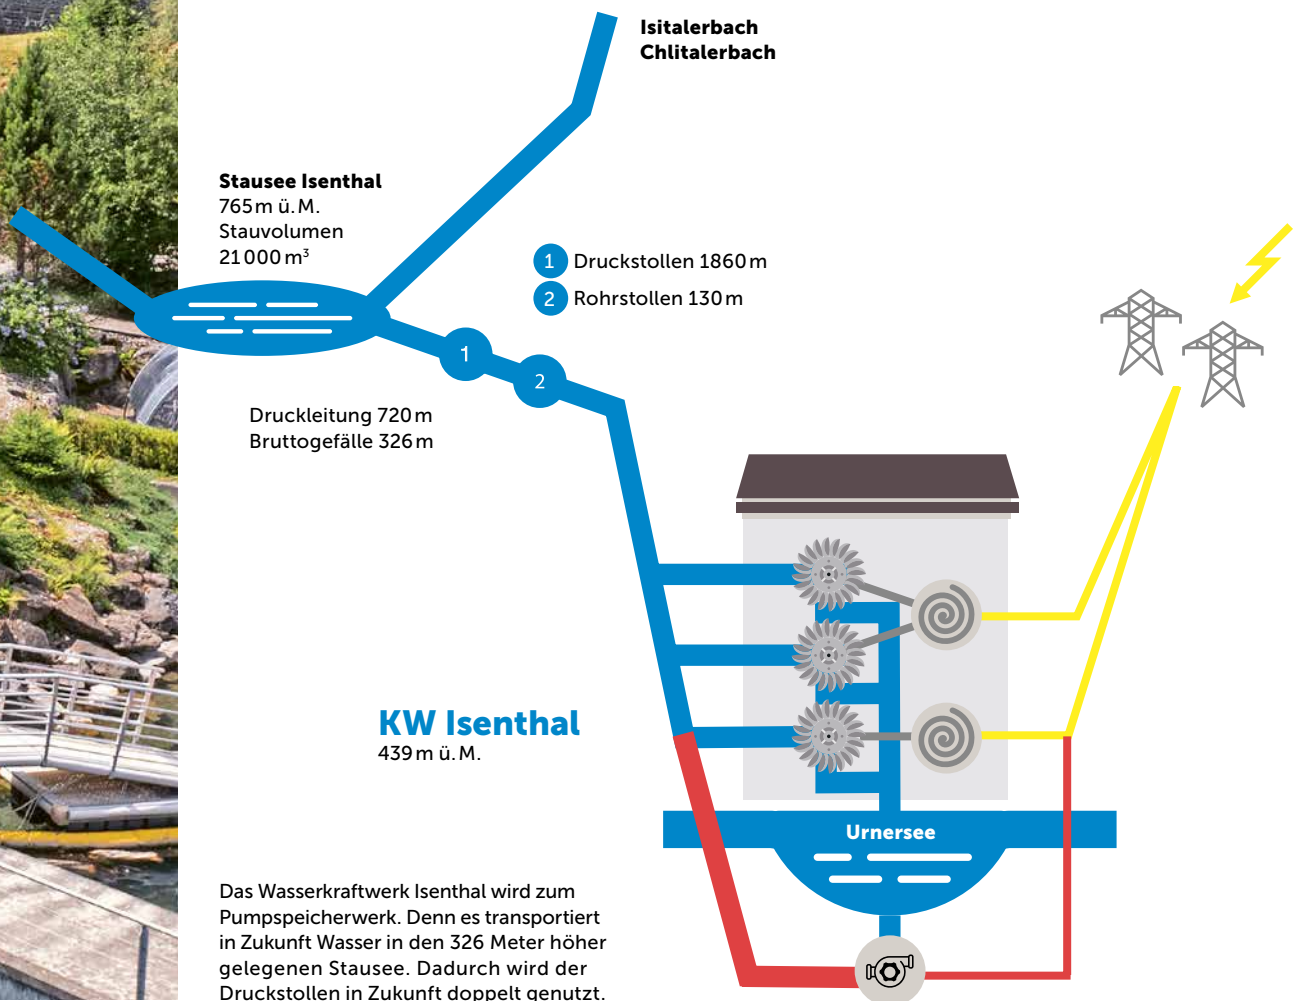 Isitalerbach
Chlitalerbach
Stausee Isenthal
765 m ü. M.
Stauvolumen
21 000 m³
1 Druckstollen 1860 m
2 Rohrstollen 130 m
1
2
Druckleitung 720 m
Bruttogefälle 326 m
KW Isenthal
439 m ü. M.
Urnersee
Das Wasserkraftwerk Isenthal wird zum
Pumpspeicherwerk. Denn es transportiert
in Zukunft Wasser in den 326 Meter höher
gelegenen Stausee. Dadurch wird der
Druckstollen in Zukunft doppelt genutzt.